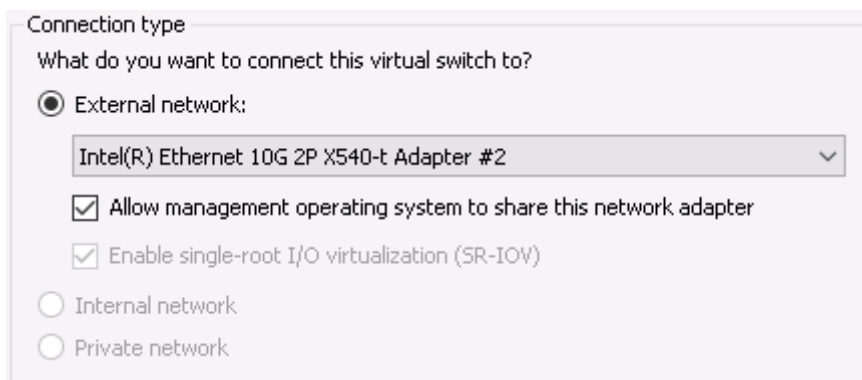 Connection type
What do you want to connect this virtual switch to?
External network:
Intel(R) Ethernet 10G 2P X540-t Adapter #2
Allow management operating system to share this network adapter
Enable single-root I/O virtualization (SR-IOV)
Internal network
Private network